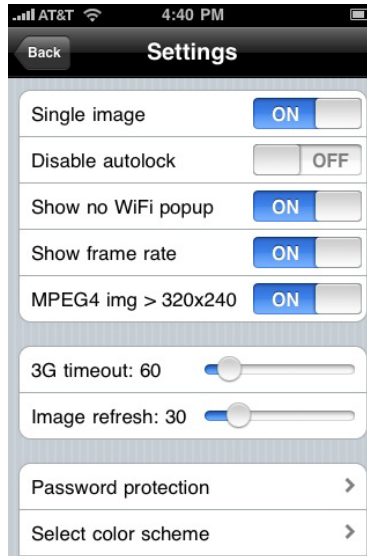 AT&T 4:40 PM
Back Settings
Single image ON
Disable autolock OFF
Show no WiFi popup ON
Show frame rate ON
MPEG4 img > 320x240 ON
3G timeout: 60
Image refresh: 30
Password protection
Select color scheme